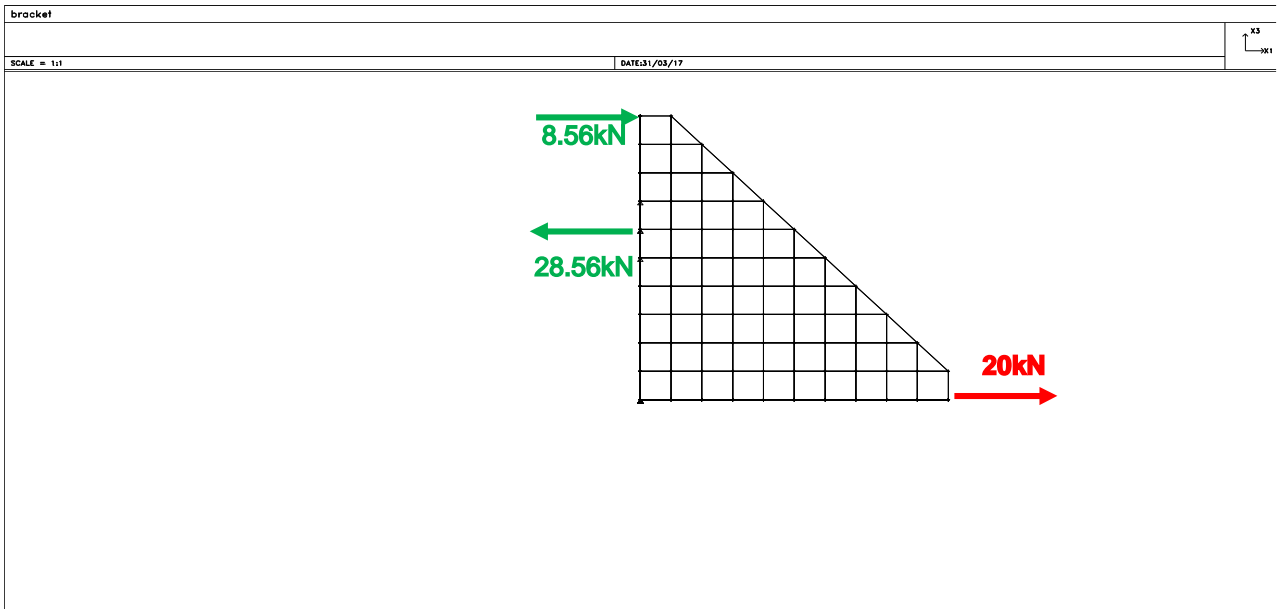 bracket
X3
X1
SCALE = 1:1
DATE:31/03/17
8.56kN
28.56kN
20kN